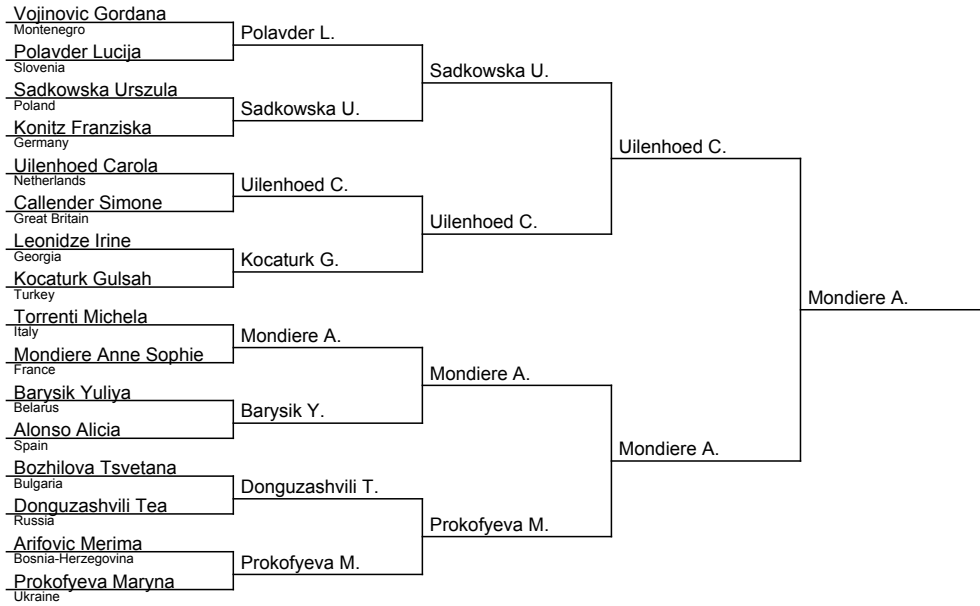 Vojinovic Gordana
Montenegro
Polavder L.
Polavder Lucija
Slovenia
Sadkowska U.
Sadkowska Urszula
Poland
Sadkowska U.
Konitz Franziska
Germany
Uilenhoed C.
Uilenhoed Carola
Netherlands
Uilenhoed C.
Callender Simone
Great Britain
Uilenhoed C.
Leonidze Irine
Georgia
Kocaturk G.
Kocaturk Gulsah
Turkey
Mondiere A.
Torrenti Michela
Italy
Mondiere A.
Mondiere Anne Sophie
France
Mondiere A.
Barysik Yuliya
Belarus
Barysik Y.
Alonso Alicia
Spain
Mondiere A.
Bozhilova Tsvetana
Bulgaria
Donguzashvili T.
Donguzashvili Tea
Russia
Prokofyeva M.
Arifovic Merima
Bosnia-Herzegovina
Prokofyeva M.
Prokofyeva Maryna
Ukraine